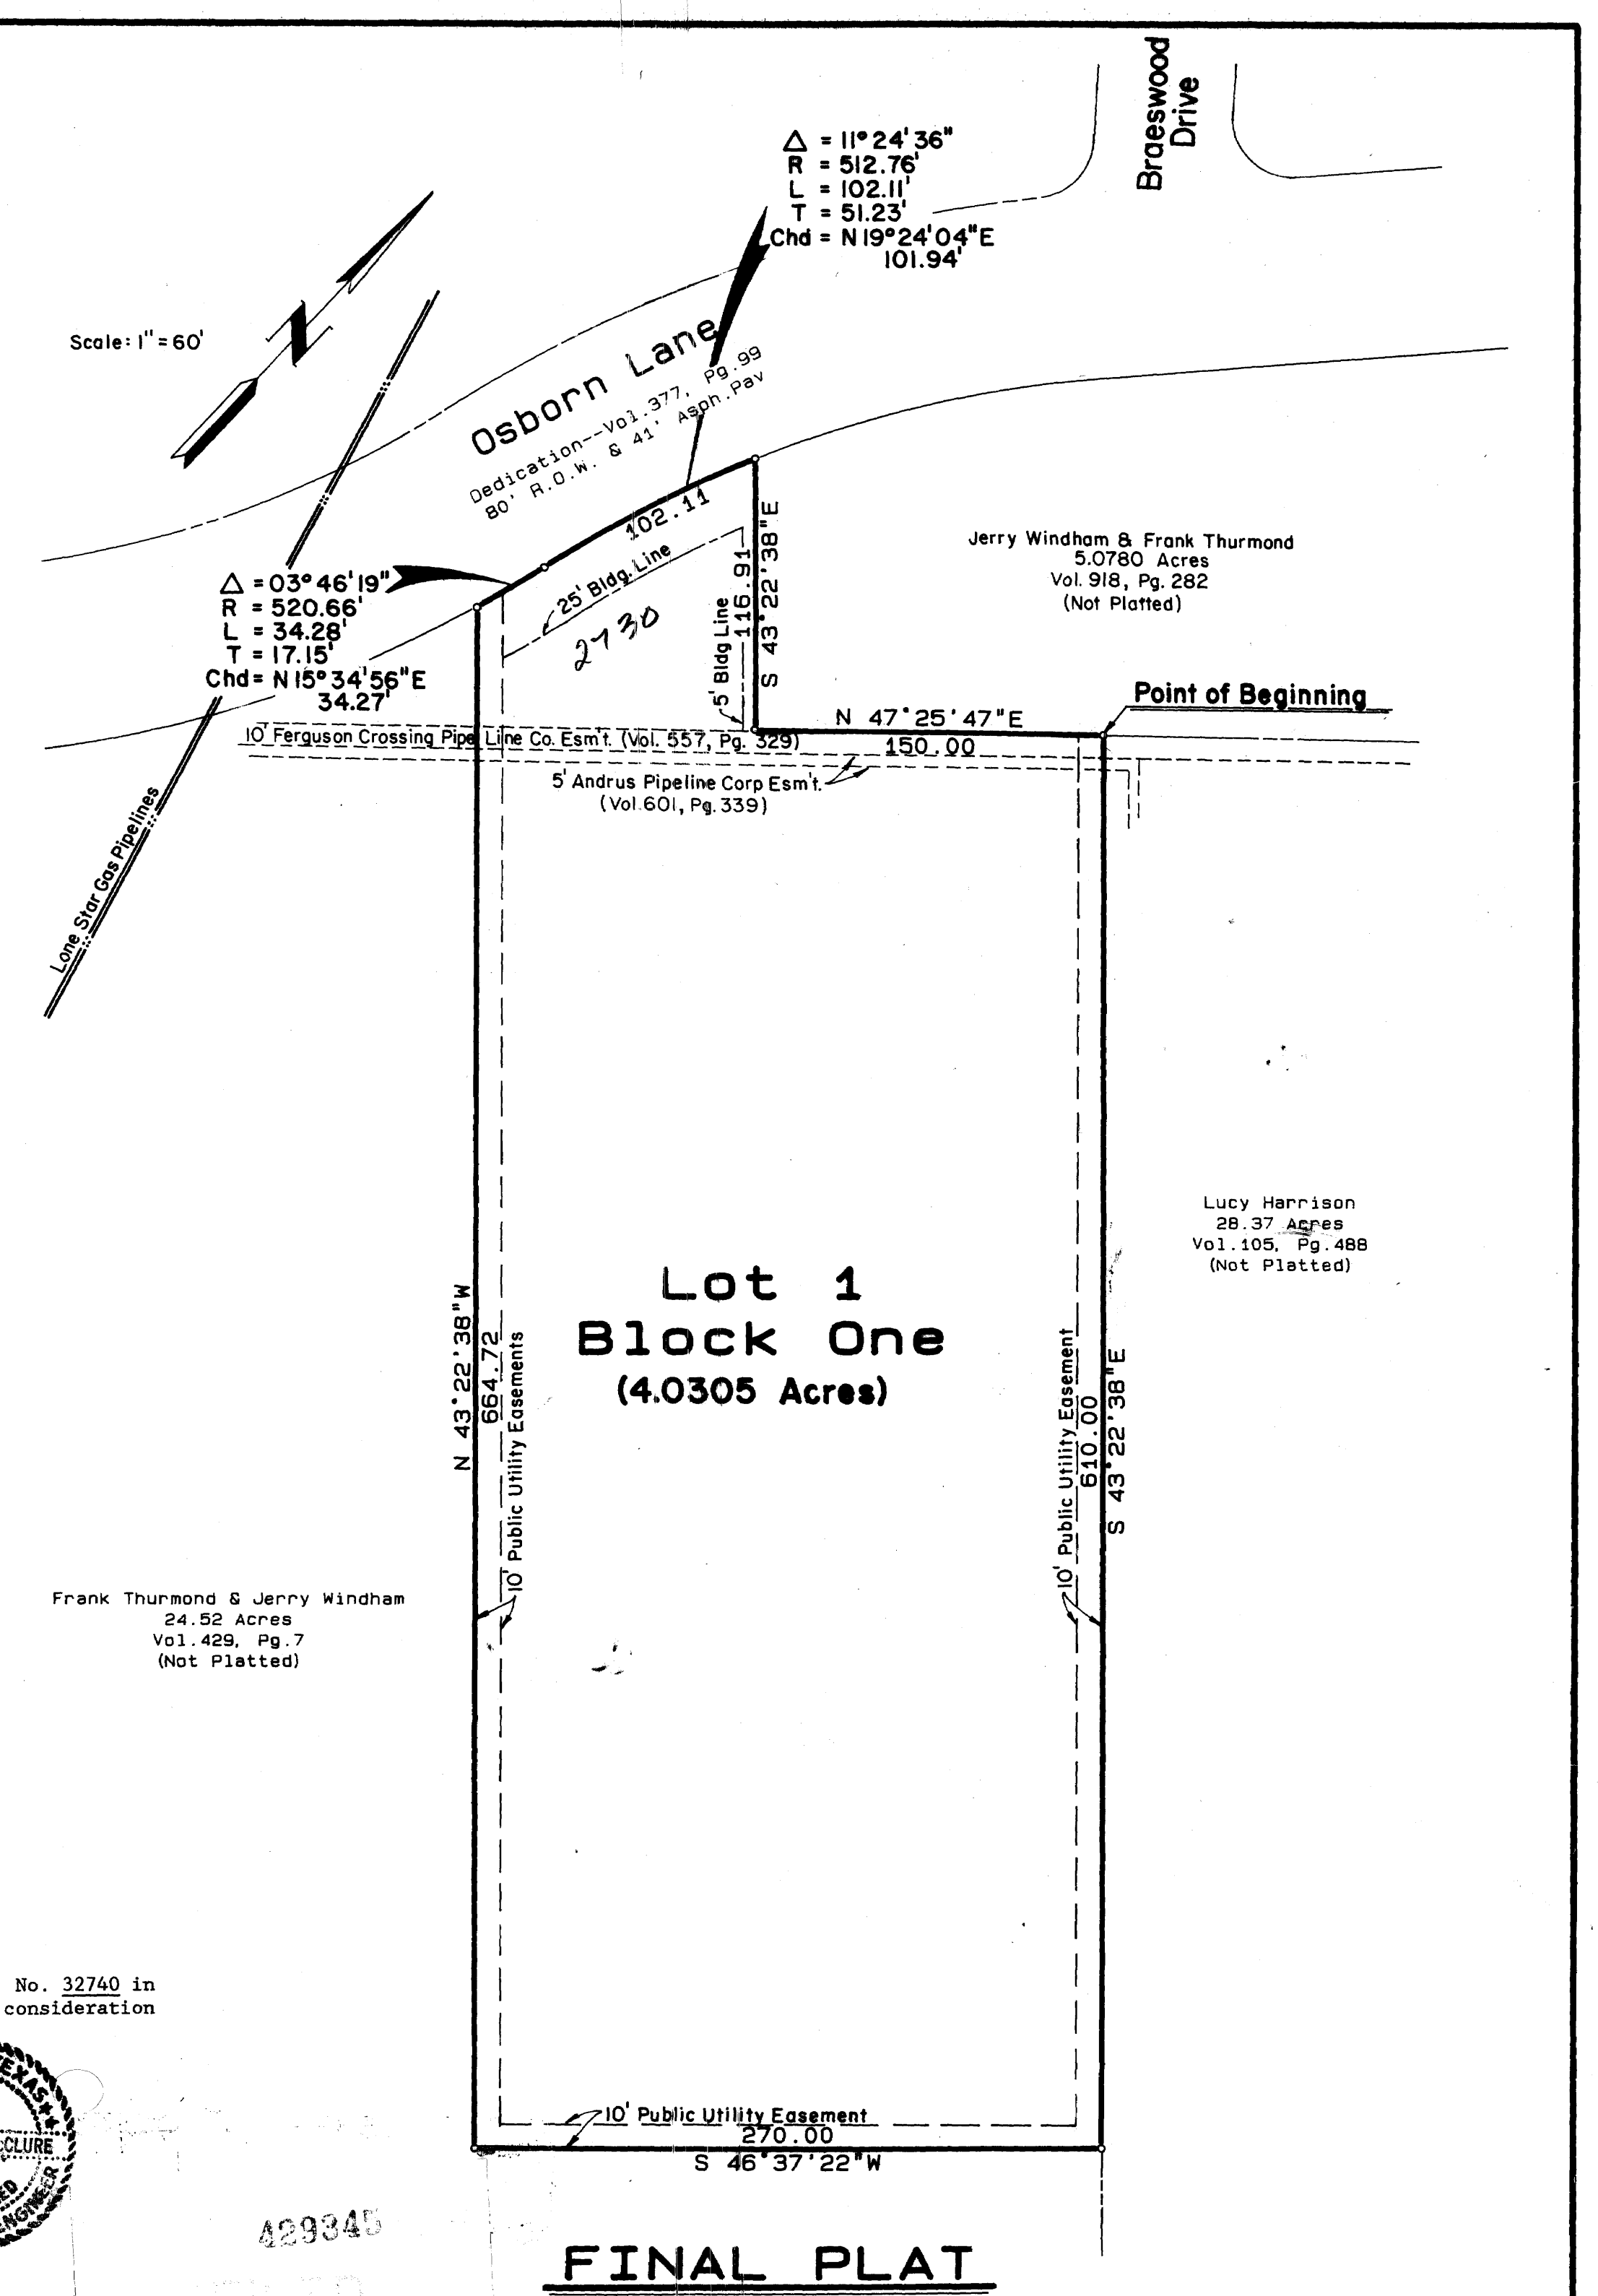 Braeswood
Drive
Δ = 11°24'36"
R = 512.76'
L = 102.11'
T = 51.23'
Chd = N 19°24'04"E
101.94'
Scale: 1" = 60'
N
Osborn Lane
Dedication--Vol.377, Pg.99
80' R.O.W. & 41' Asph.Pav
102.11
25' Bldg. Line
2730
5' Bldg Line
116.91
S 43°22'38"E
Jerry Windham & Frank Thurmond
5.0780 Acres
Vol. 918, Pg. 282
(Not Platted)
Δ = 03°46'19"
R = 520.66'
L = 34.28'
T = 17.15'
Chd = N 15°34'56"E
34.27'
Point of Beginning
N 47°25'47"E
150.00
10' Ferguson Crossing Pipe Line Co. Esm't. (Vol. 557, Pg. 329)
5' Andrus Pipeline Corp Esm't.
(Vol. 601, Pg. 339)
Lone Star Gas Pipelines
Lucy Harrison
28.37 Acres
Vol.105, Pg.488
(Not Platted)
Lot 1
Block One
(4.0305 Acres)
N 43°22'38"W
664.72
10' Public Utility Easements
10' Public Utility Easement
610.00
S 43°22'38"E
Frank Thurmond & Jerry Windham
24.52 Acres
Vol.429, Pg.7
(Not Platted)
No. 32740 in
consideration
TEXAS
CLURE
ENGINEER
10' Public Utility Easement
270.00
S 46°37'22"W
429345
FINAL PLAT